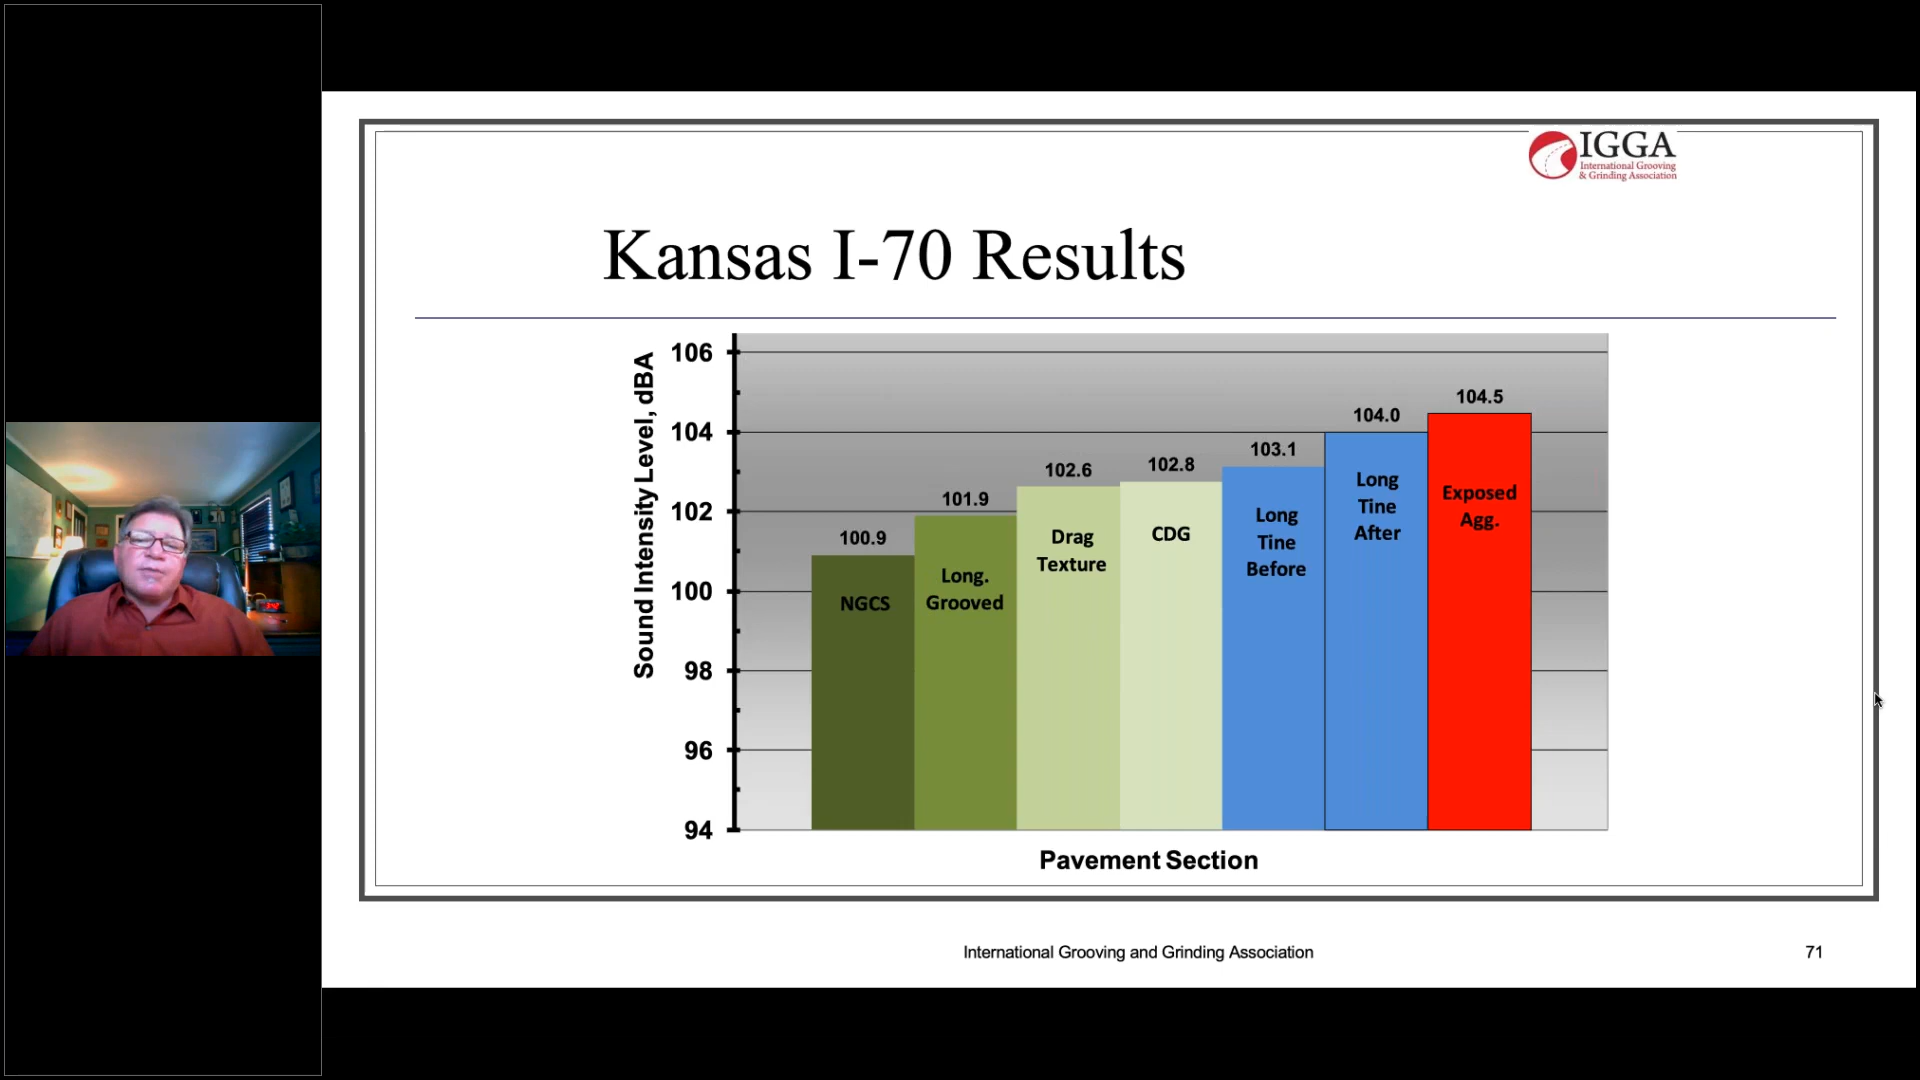 IGGA
International Grooving
& Grinding Association
Kansas I-70 Results
Sound Intensity Level, dBA
106
104
102
100
98
96
94
100.9
101.9
102.6
102.8
103.1
104.0
104.5
NGCS
Long.
Grooved
Drag
Texture
CDG
Long
Tine
Before
Long
Tine
After
Exposed
Agg.
Pavement Section
International Grooving and Grinding Association
71